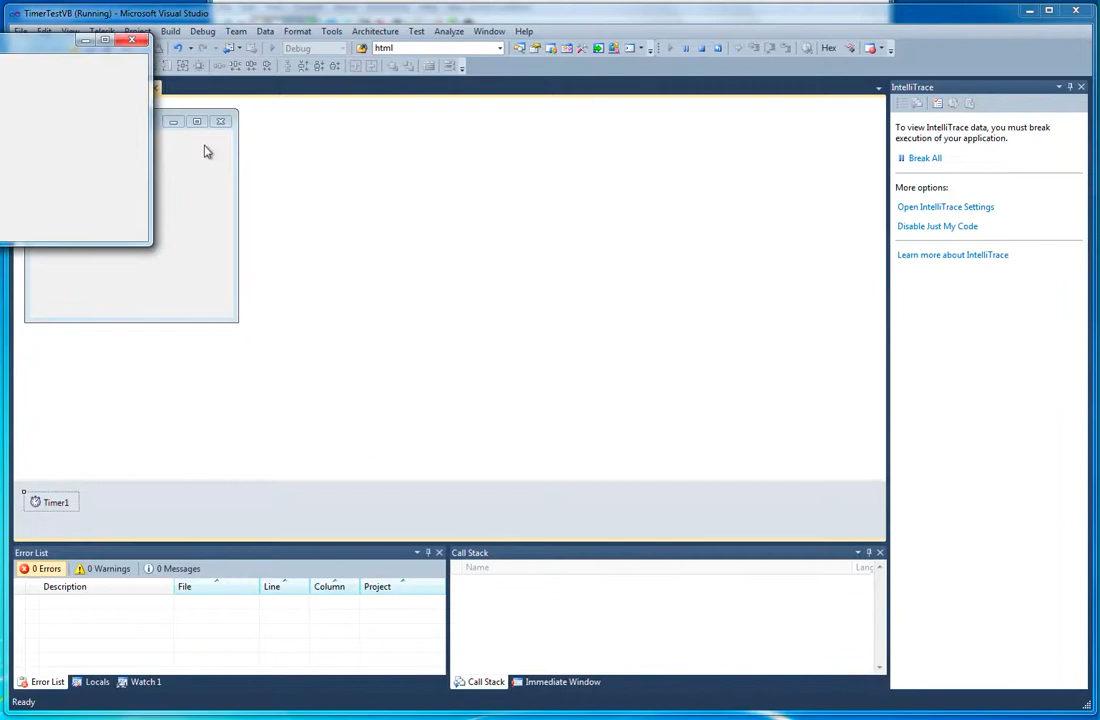 TimerTestVB (Running) - Microsoft Visual Studio
Build Debug Team Data Format Tools Architecture Test Analyze Window Help
Debug html Hex
IntelliTrace
To view IntelliTrace data, you must break
execution of your application.
Break All
More options:
Open IntelliTrace Settings
Disable Just My Code
Learn more about IntelliTrace
Timer1
Error List
0 Errors 0 Warnings 0 Messages
Description File Line Column Project
Call Stack
Name Lang
Error List Locals Watch 1
Call Stack Immediate Window
Ready